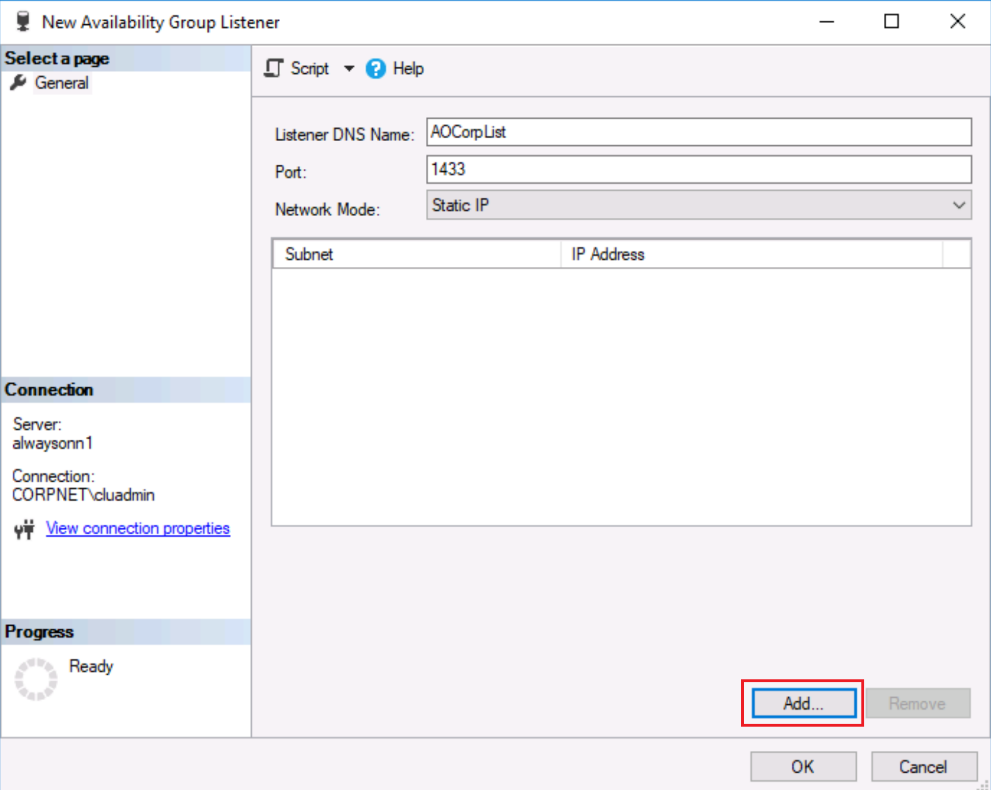 New Availability Group Listener
Select a page
General
Script Help
Listener DNS Name: AOCorpList
Port: 1433
Network Mode: Static IP
Subnet IP Address
Connection
Server:
alwaysonn1
Connection:
CORPNET\cluadmin
View connection properties
Progress
Ready
Add... Remove
OK Cancel